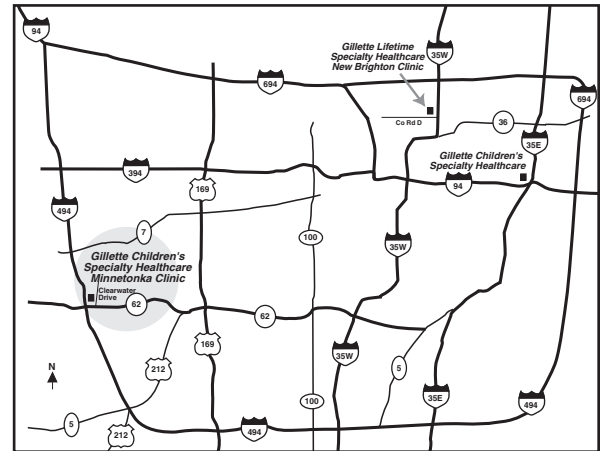 94
Gillette Lifetime
Specialty Healthcare
New Brighton Clinic
35W
694
694
Co Rd D
36
35E
Gillette Children's
Specialty Healthcare
394
169
94
494
7
100
35W
Gillette Children's
Specialty Healthcare
Minnetonka Clinic
Clearwater
Drive
62
62
169
35W
N
212
5
35E
100
494
5
212
494